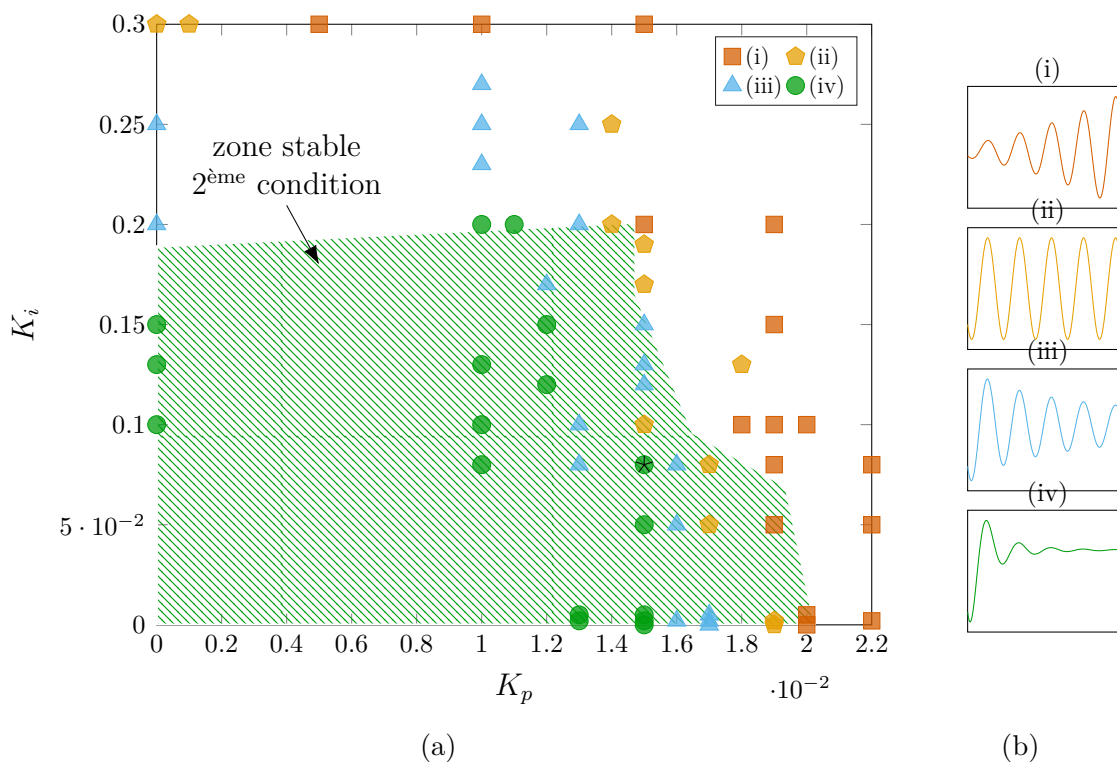 0.3
0.25
0.2
0.15
0.1
5 · 10⁻²
0
K_i
(i) (ii)
(iii) (iv)
zone stable
2ème condition
0 0.2 0.4 0.6 0.8 1 1.2 1.4 1.6 1.8 2 2.2
·10⁻²
K_p
(a)
(i)
(ii)
(iii)
(iv)
(b)